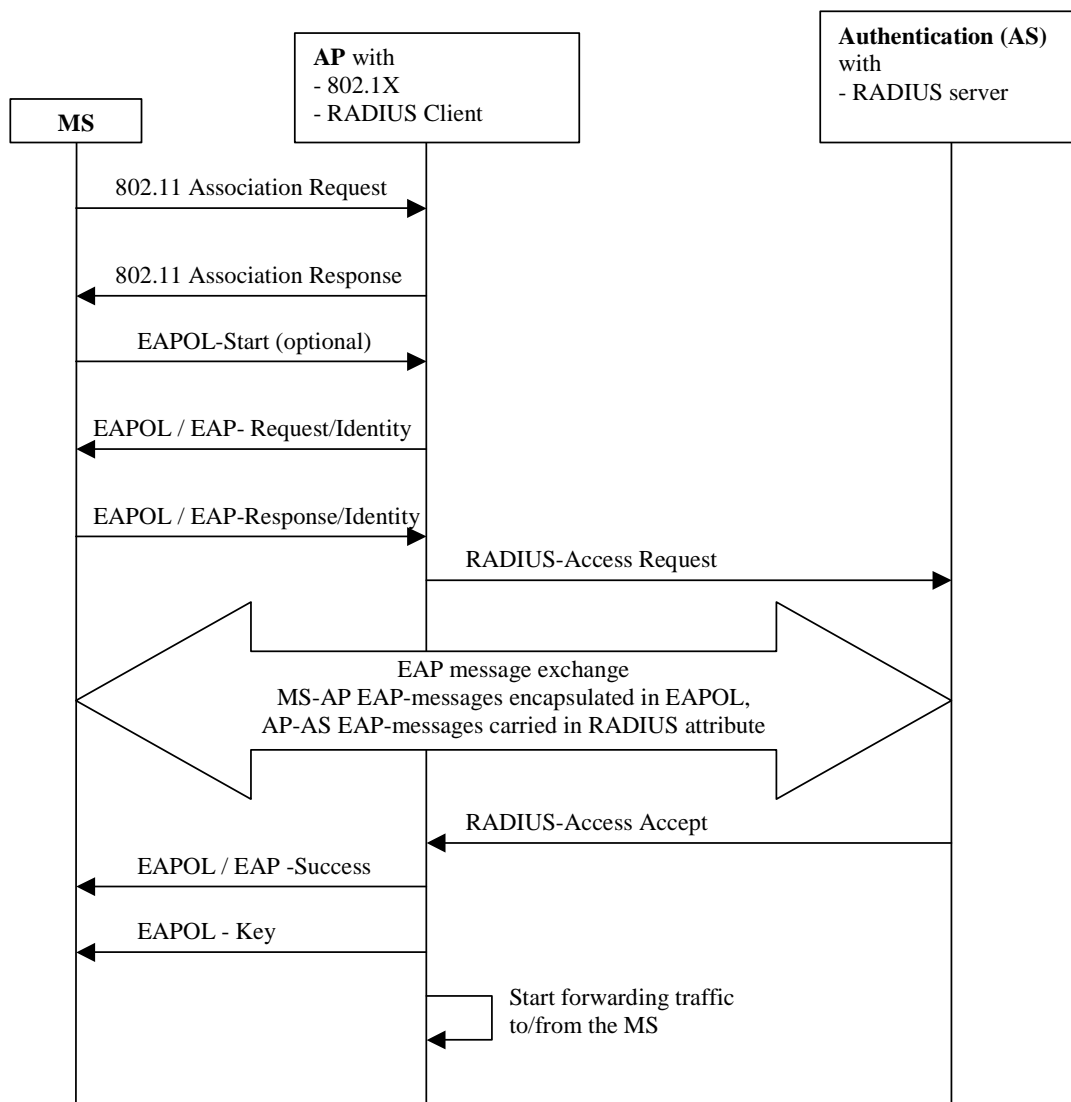 MS
AP with
- 802.1X
- RADIUS Client
Authentication (AS)
with
- RADIUS server
802.11 Association Request
802.11 Association Response
EAPOL-Start (optional)
EAPOL / EAP- Request/Identity
EAPOL / EAP-Response/Identity
RADIUS-Access Request
EAP message exchange
MS-AP EAP-messages encapsulated in EAPOL,
AP-AS EAP-messages carried in RADIUS attribute
RADIUS-Access Accept
EAPOL / EAP -Success
EAPOL - Key
Start forwarding traffic
to/from the MS